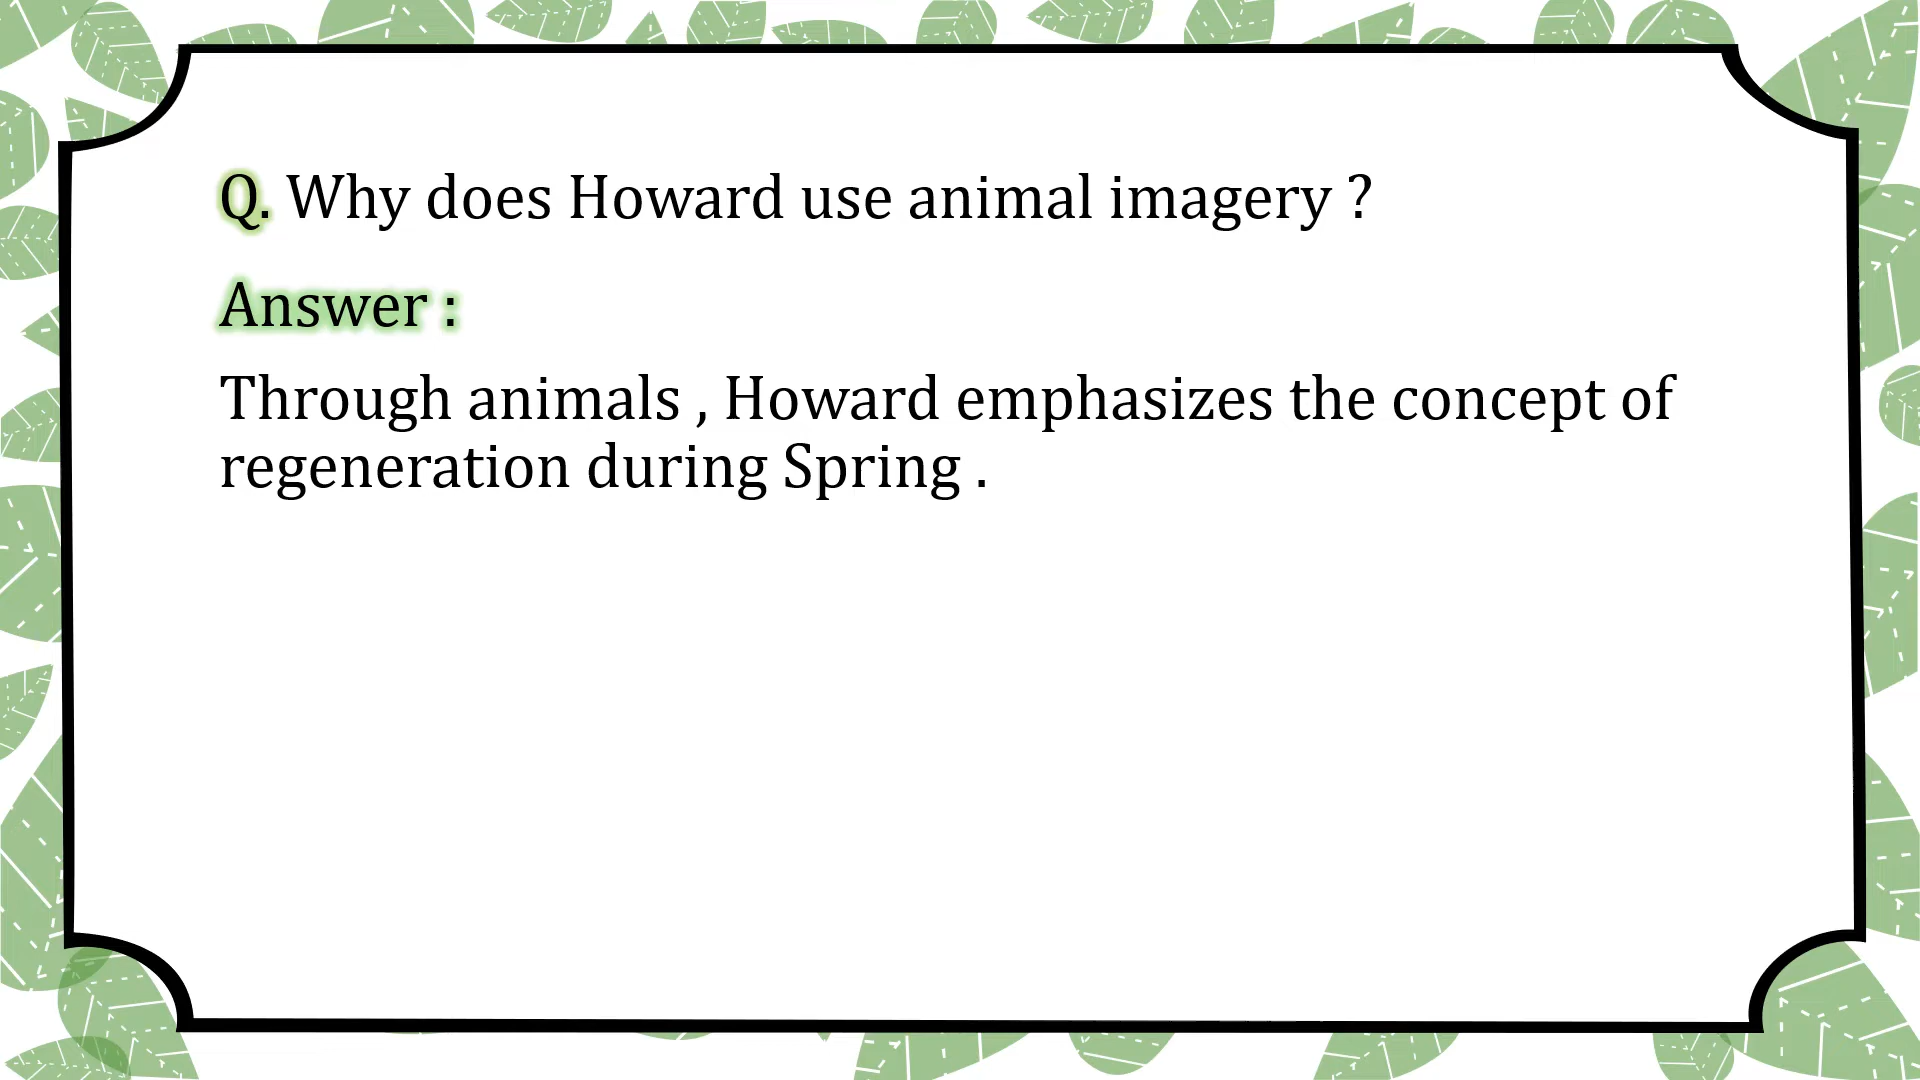 Q. Why does Howard use animal imagery ?
Answer :
Through animals , Howard emphasizes the concept of
regeneration during Spring .